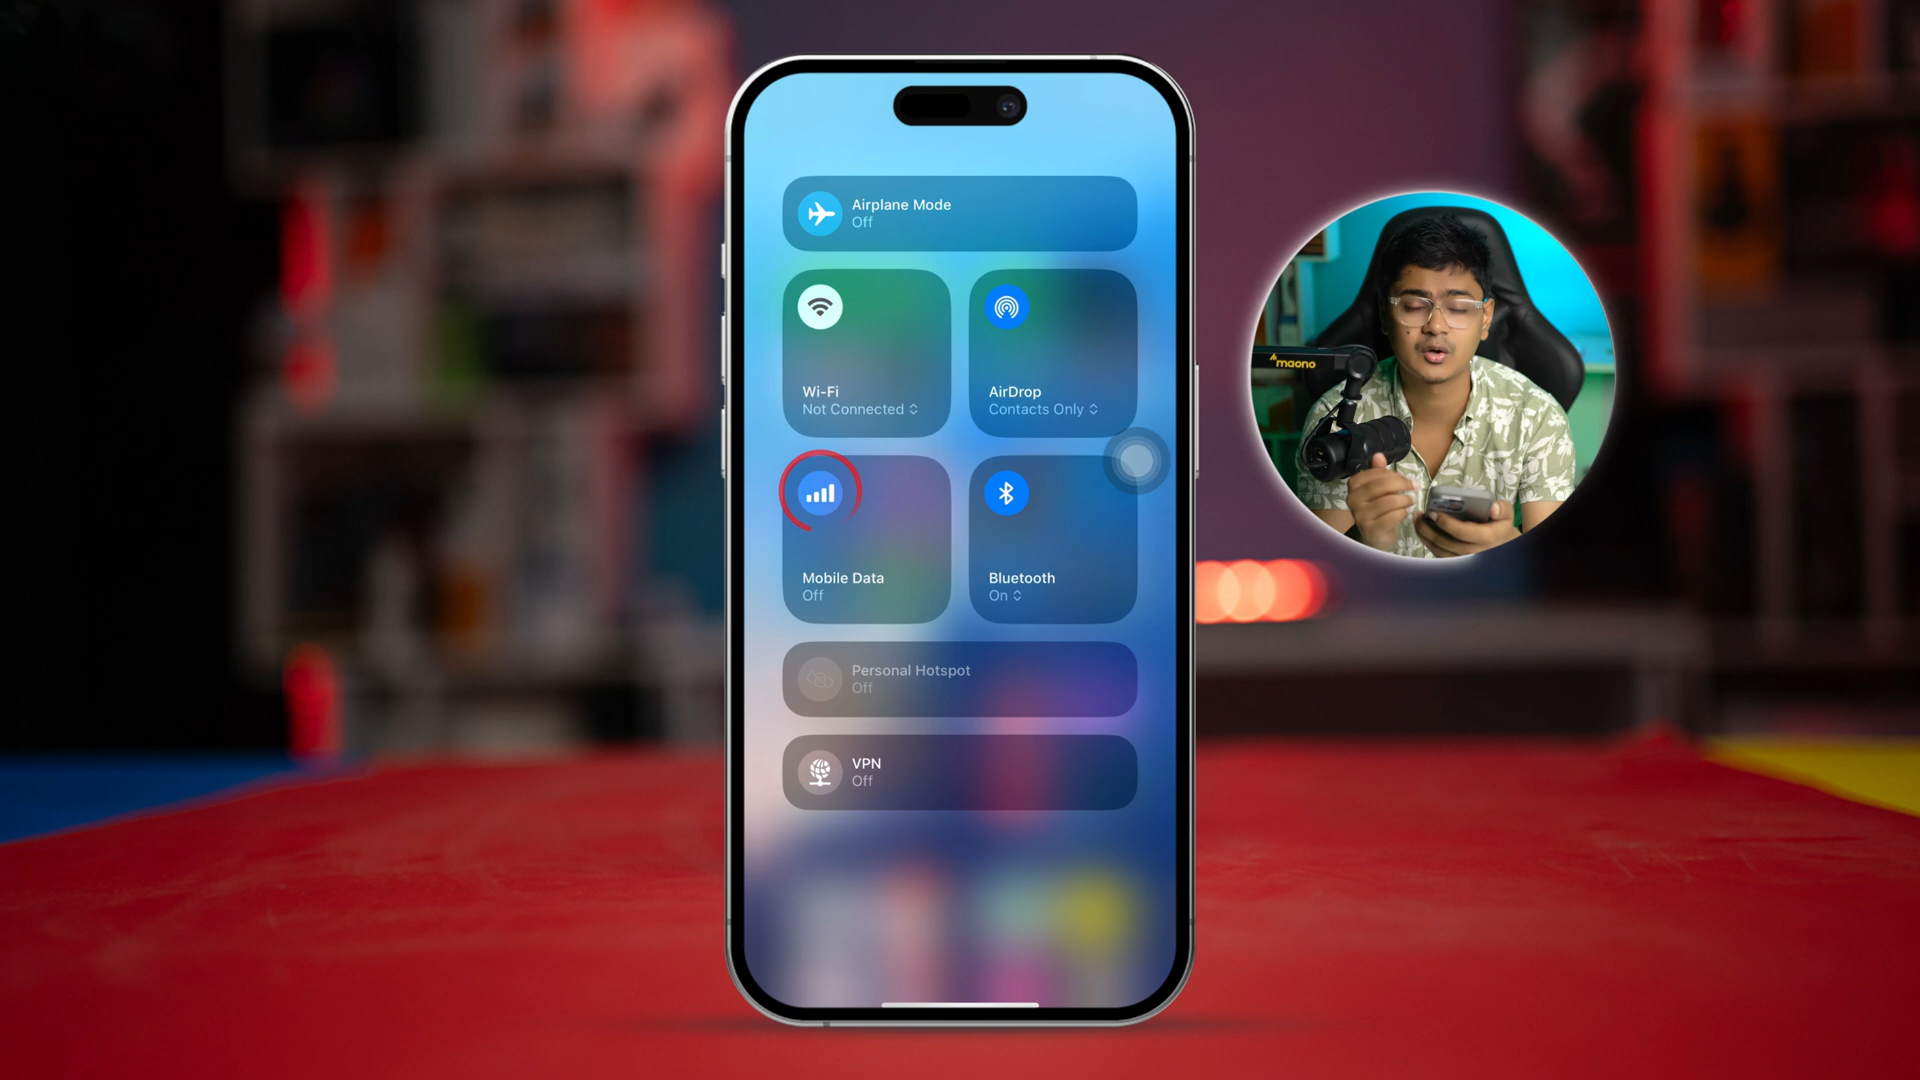 Airplane Mode
Off
Wi-Fi
Not Connected
AirDrop
Contacts Only
Mobile Data
Off
Bluetooth
On
Personal Hotspot
Off
VPN
Off
maono